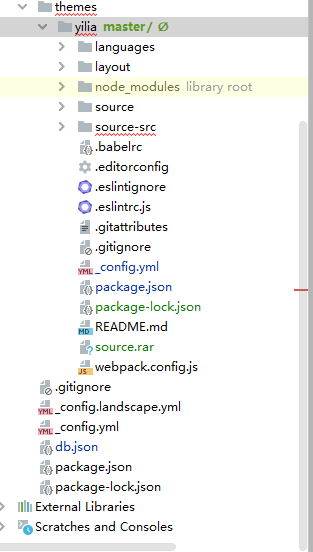 themes
yilia master / Ø
languages
layout
node_modules library root
source
source-src
.babelrc
.editorconfig
.eslintignore
.eslintrc.js
.gitattributes
.gitignore
_config.yml
package.json
package-lock.json
README.md
source.rar
webpack.config.js
.gitignore
_config.landscape.yml
_config.yml
db.json
package.json
package-lock.json
External Libraries
Scratches and Consoles